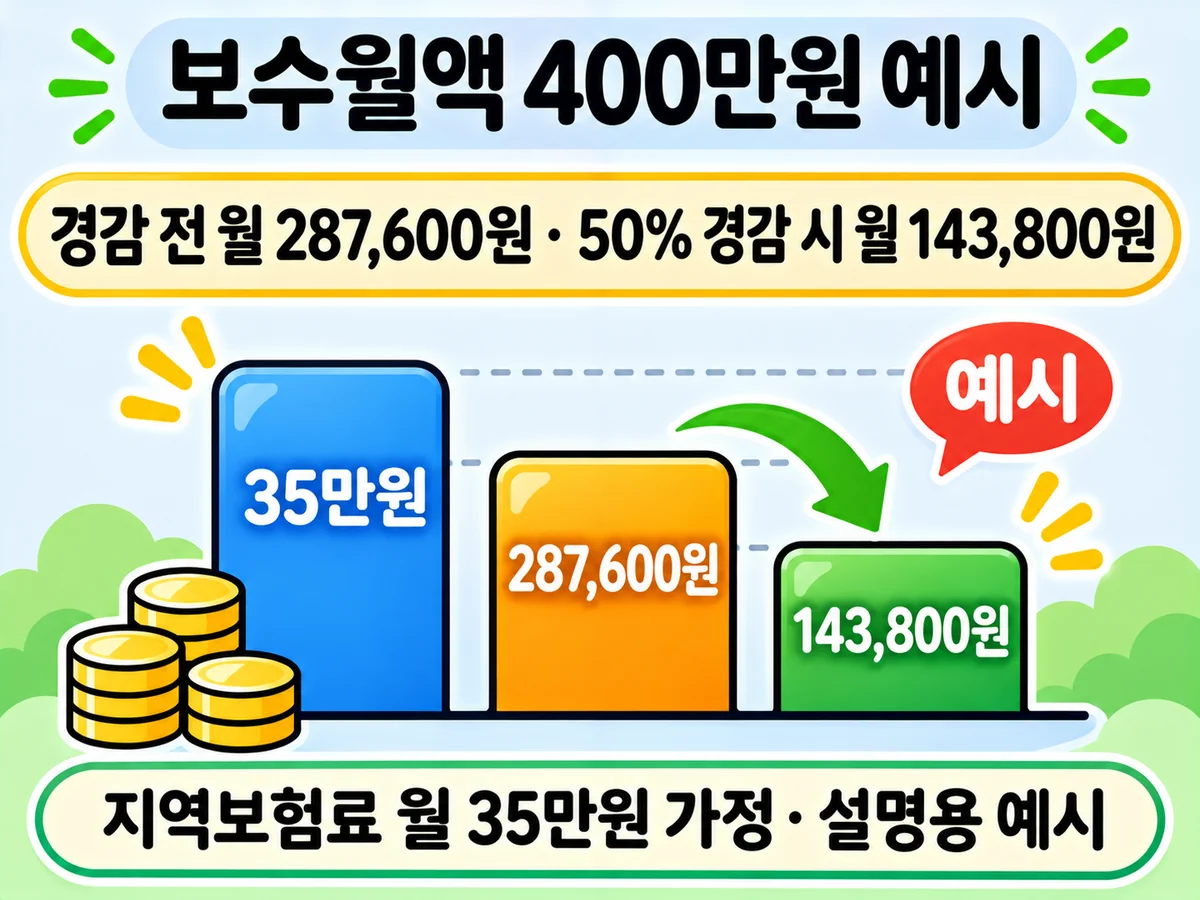 보수월액 400만원 예시
경감 전 월 287,600원 · 50% 경감 시 월 143,800원
예시
35만원
287,600원
143,800원
지역보험료 월 35만원 가정 · 설명용 예시